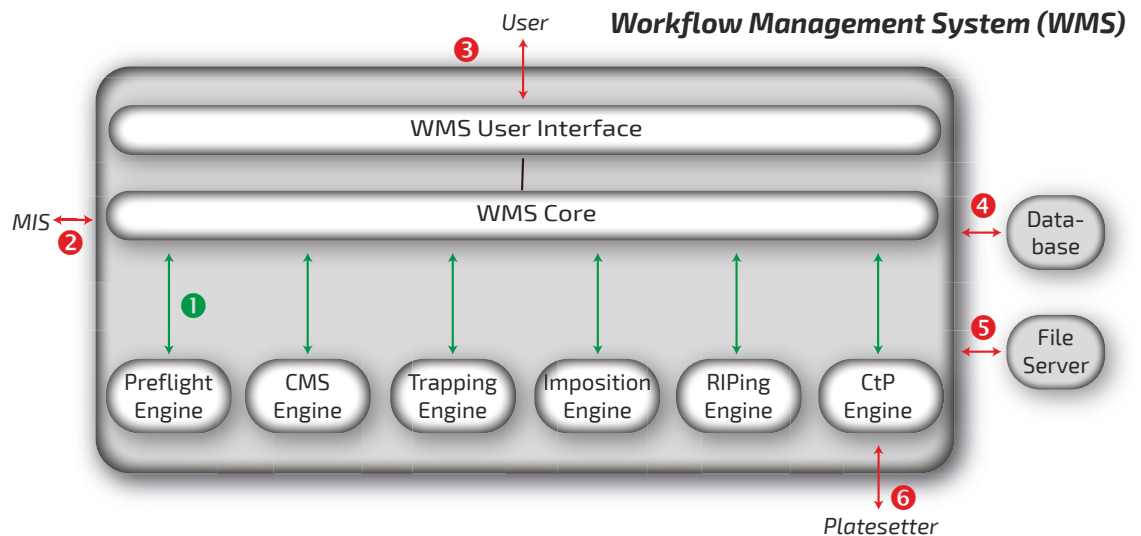 User
Workflow Management System (WMS)
3
WMS User Interface
WMS Core
MIS
2
4
Data-
base
1
5
File
Server
Preflight
Engine
CMS
Engine
Trapping
Engine
Imposition
Engine
RIPing
Engine
CtP
Engine
6
Platesetter